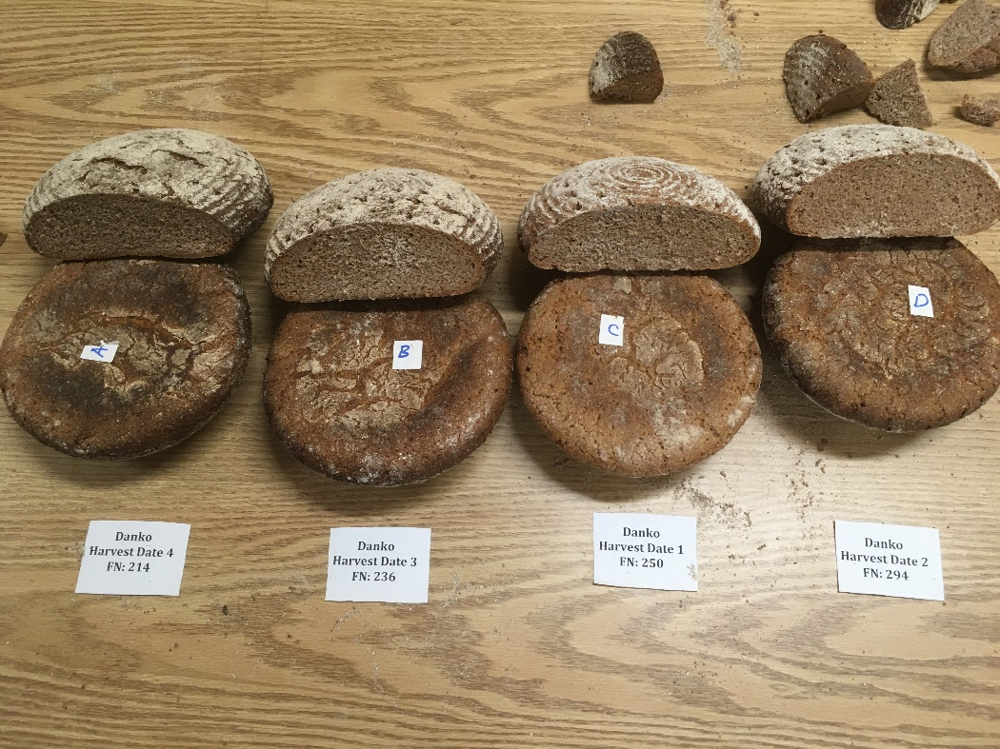 A
B
C
D
Danko
Harvest Date 4
FN: 214
Danko
Harvest Date 3
FN: 236
Danko
Harvest Date 1
FN: 250
Danko
Harvest Date 2
FN: 294